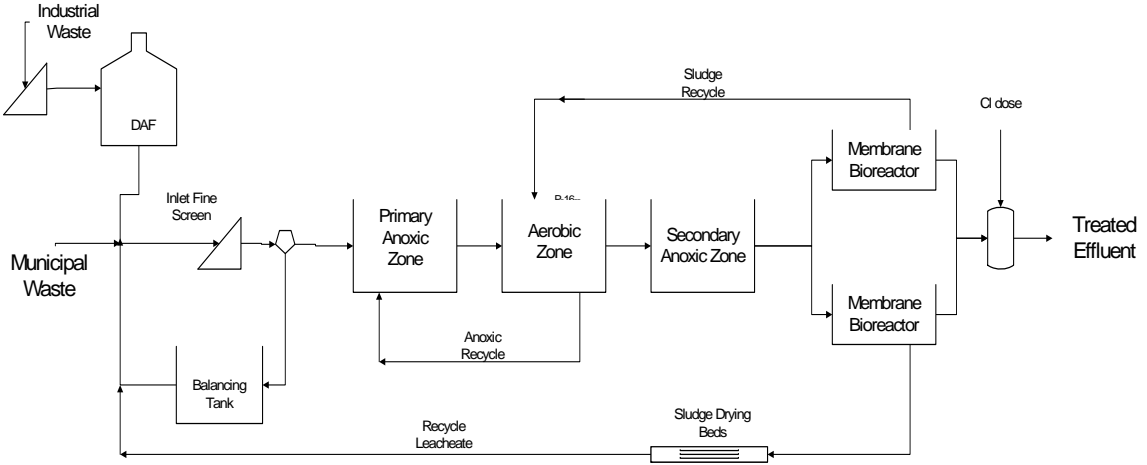 Industrial
Waste
DAF
Sludge
Recycle
Cl dose
Membrane
Bioreactor
Inlet Fine
Screen
Primary
Anoxic
Zone
Aerobic
Zone
Secondary
Anoxic Zone
Treated
Effluent
Municipal
Waste
Membrane
Bioreactor
Anoxic
Recycle
Balancing
Tank
Recycle
Leacheate
Sludge Drying
Beds